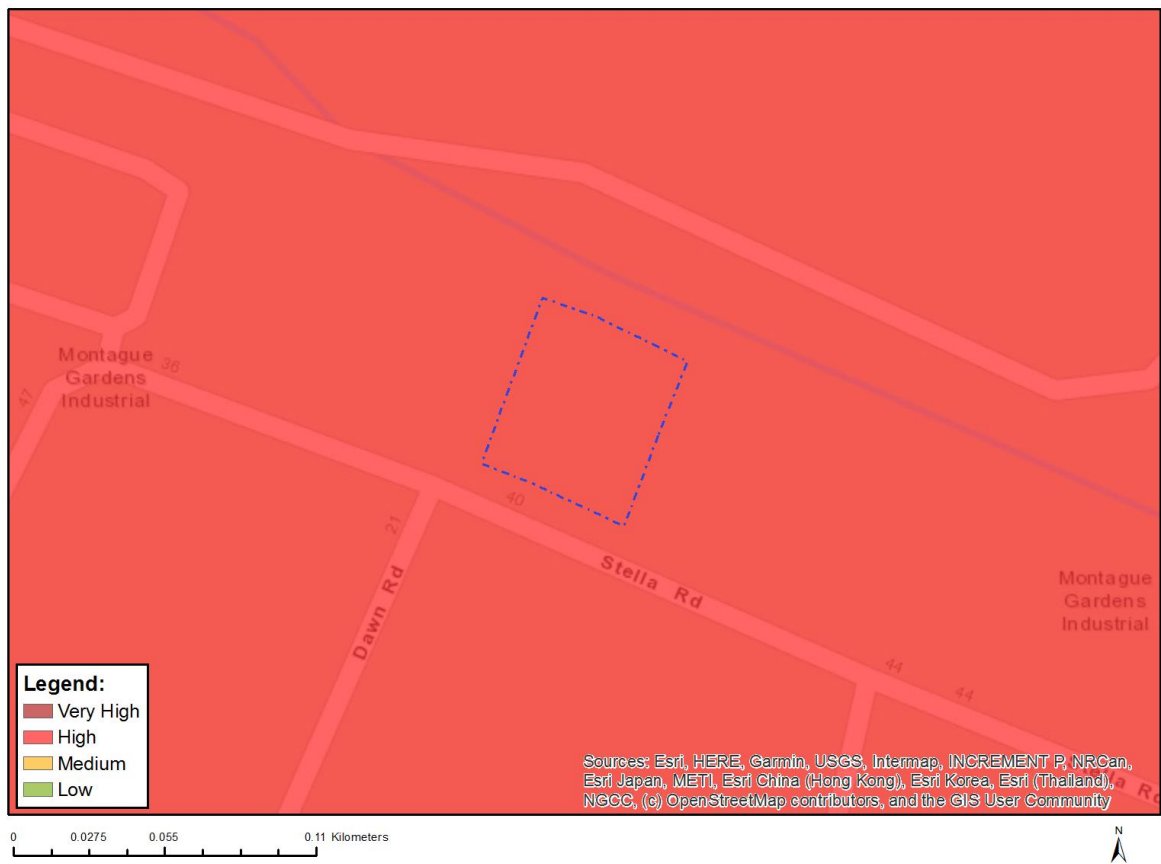 Montague
Gardens
Industrial
36
47
40
21
Stella Rd
Dawn Rd
Montague
Gardens
Industrial
44
44
Stella Rd
Legend:
Very High
High
Medium
Low
Sources: Esri, HERE, Garmin, USGS, Intermap, INCREMENT P, NRCan,
Esri Japan, METI, Esri China (Hong Kong), Esri Korea, Esri (Thailand),
NGCC, (c) OpenStreetMap contributors, and the GIS User Community
0 0.0275 0.055 0.11 Kilometers
N